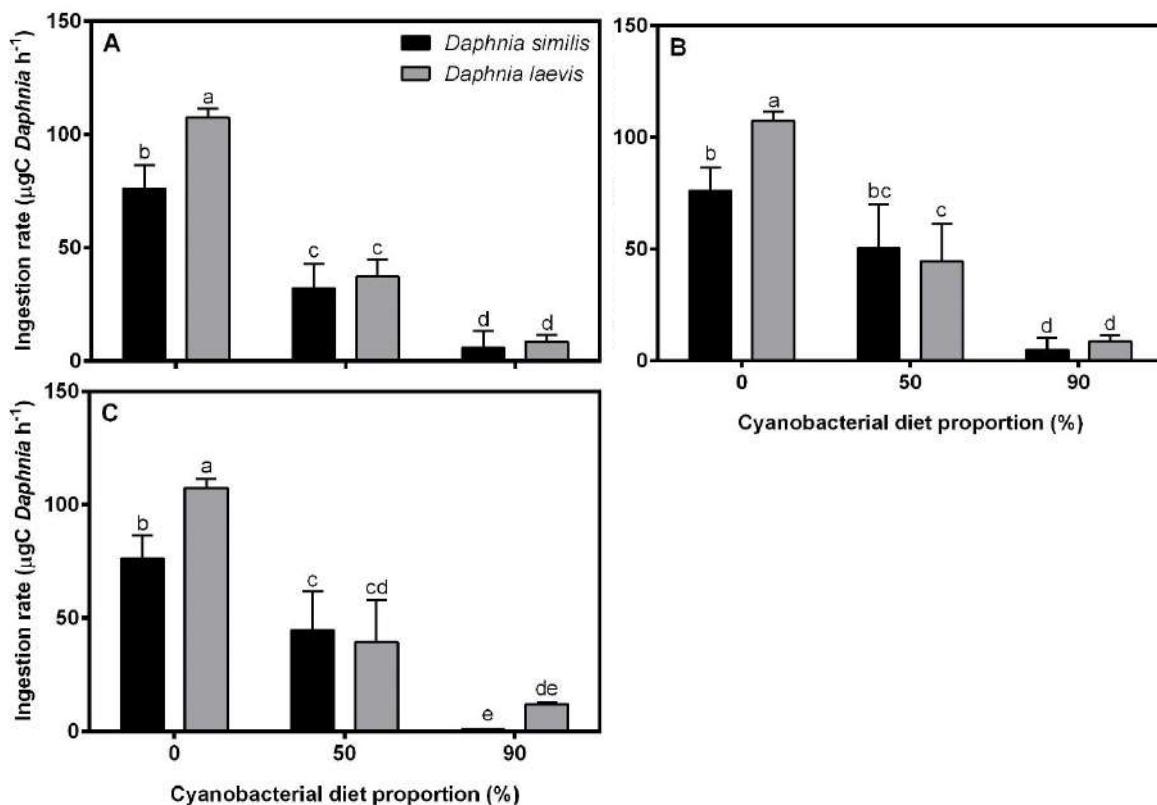 150
A
Daphnia similis
Daphnia laevis
a
b
c
c
d
d
100
50
0
Ingestion rate (µgC Daphnia h⁻¹)
150
B
a
b
bc
c
d
d
100
50
0
0
50
90
Cyanobacterial diet proportion (%)
150
C
a
b
c
cd
e
de
100
50
0
Ingestion rate (µgC Daphnia h⁻¹)
0
50
90
Cyanobacterial diet proportion (%)